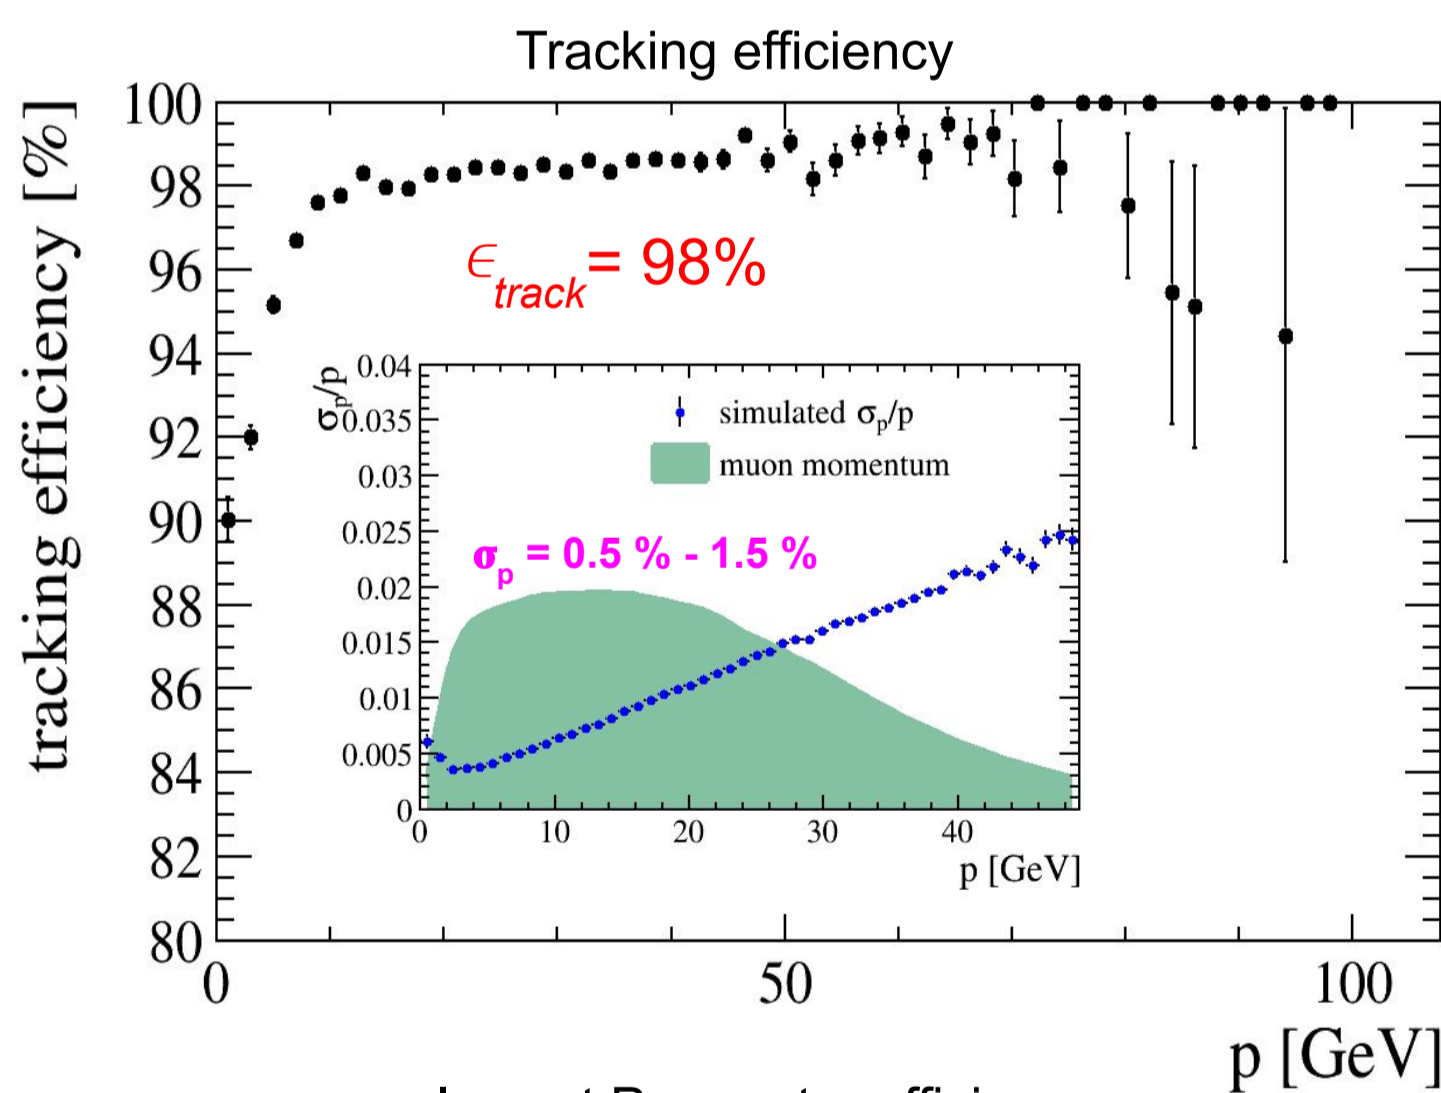 Tracking efficiency
tracking efficiency [%]
100
98
96
94
92
90
88
86
84
82
80
ϵtrack = 98%
σp/p
0.04
0.035
0.03
0.025
0.02
0.015
0.01
0.005
0
simulated σp/p
muon momentum
σp = 0.5 % - 1.5 %
0 10 20 30 40
p [GeV]
0 50 100
p [GeV]